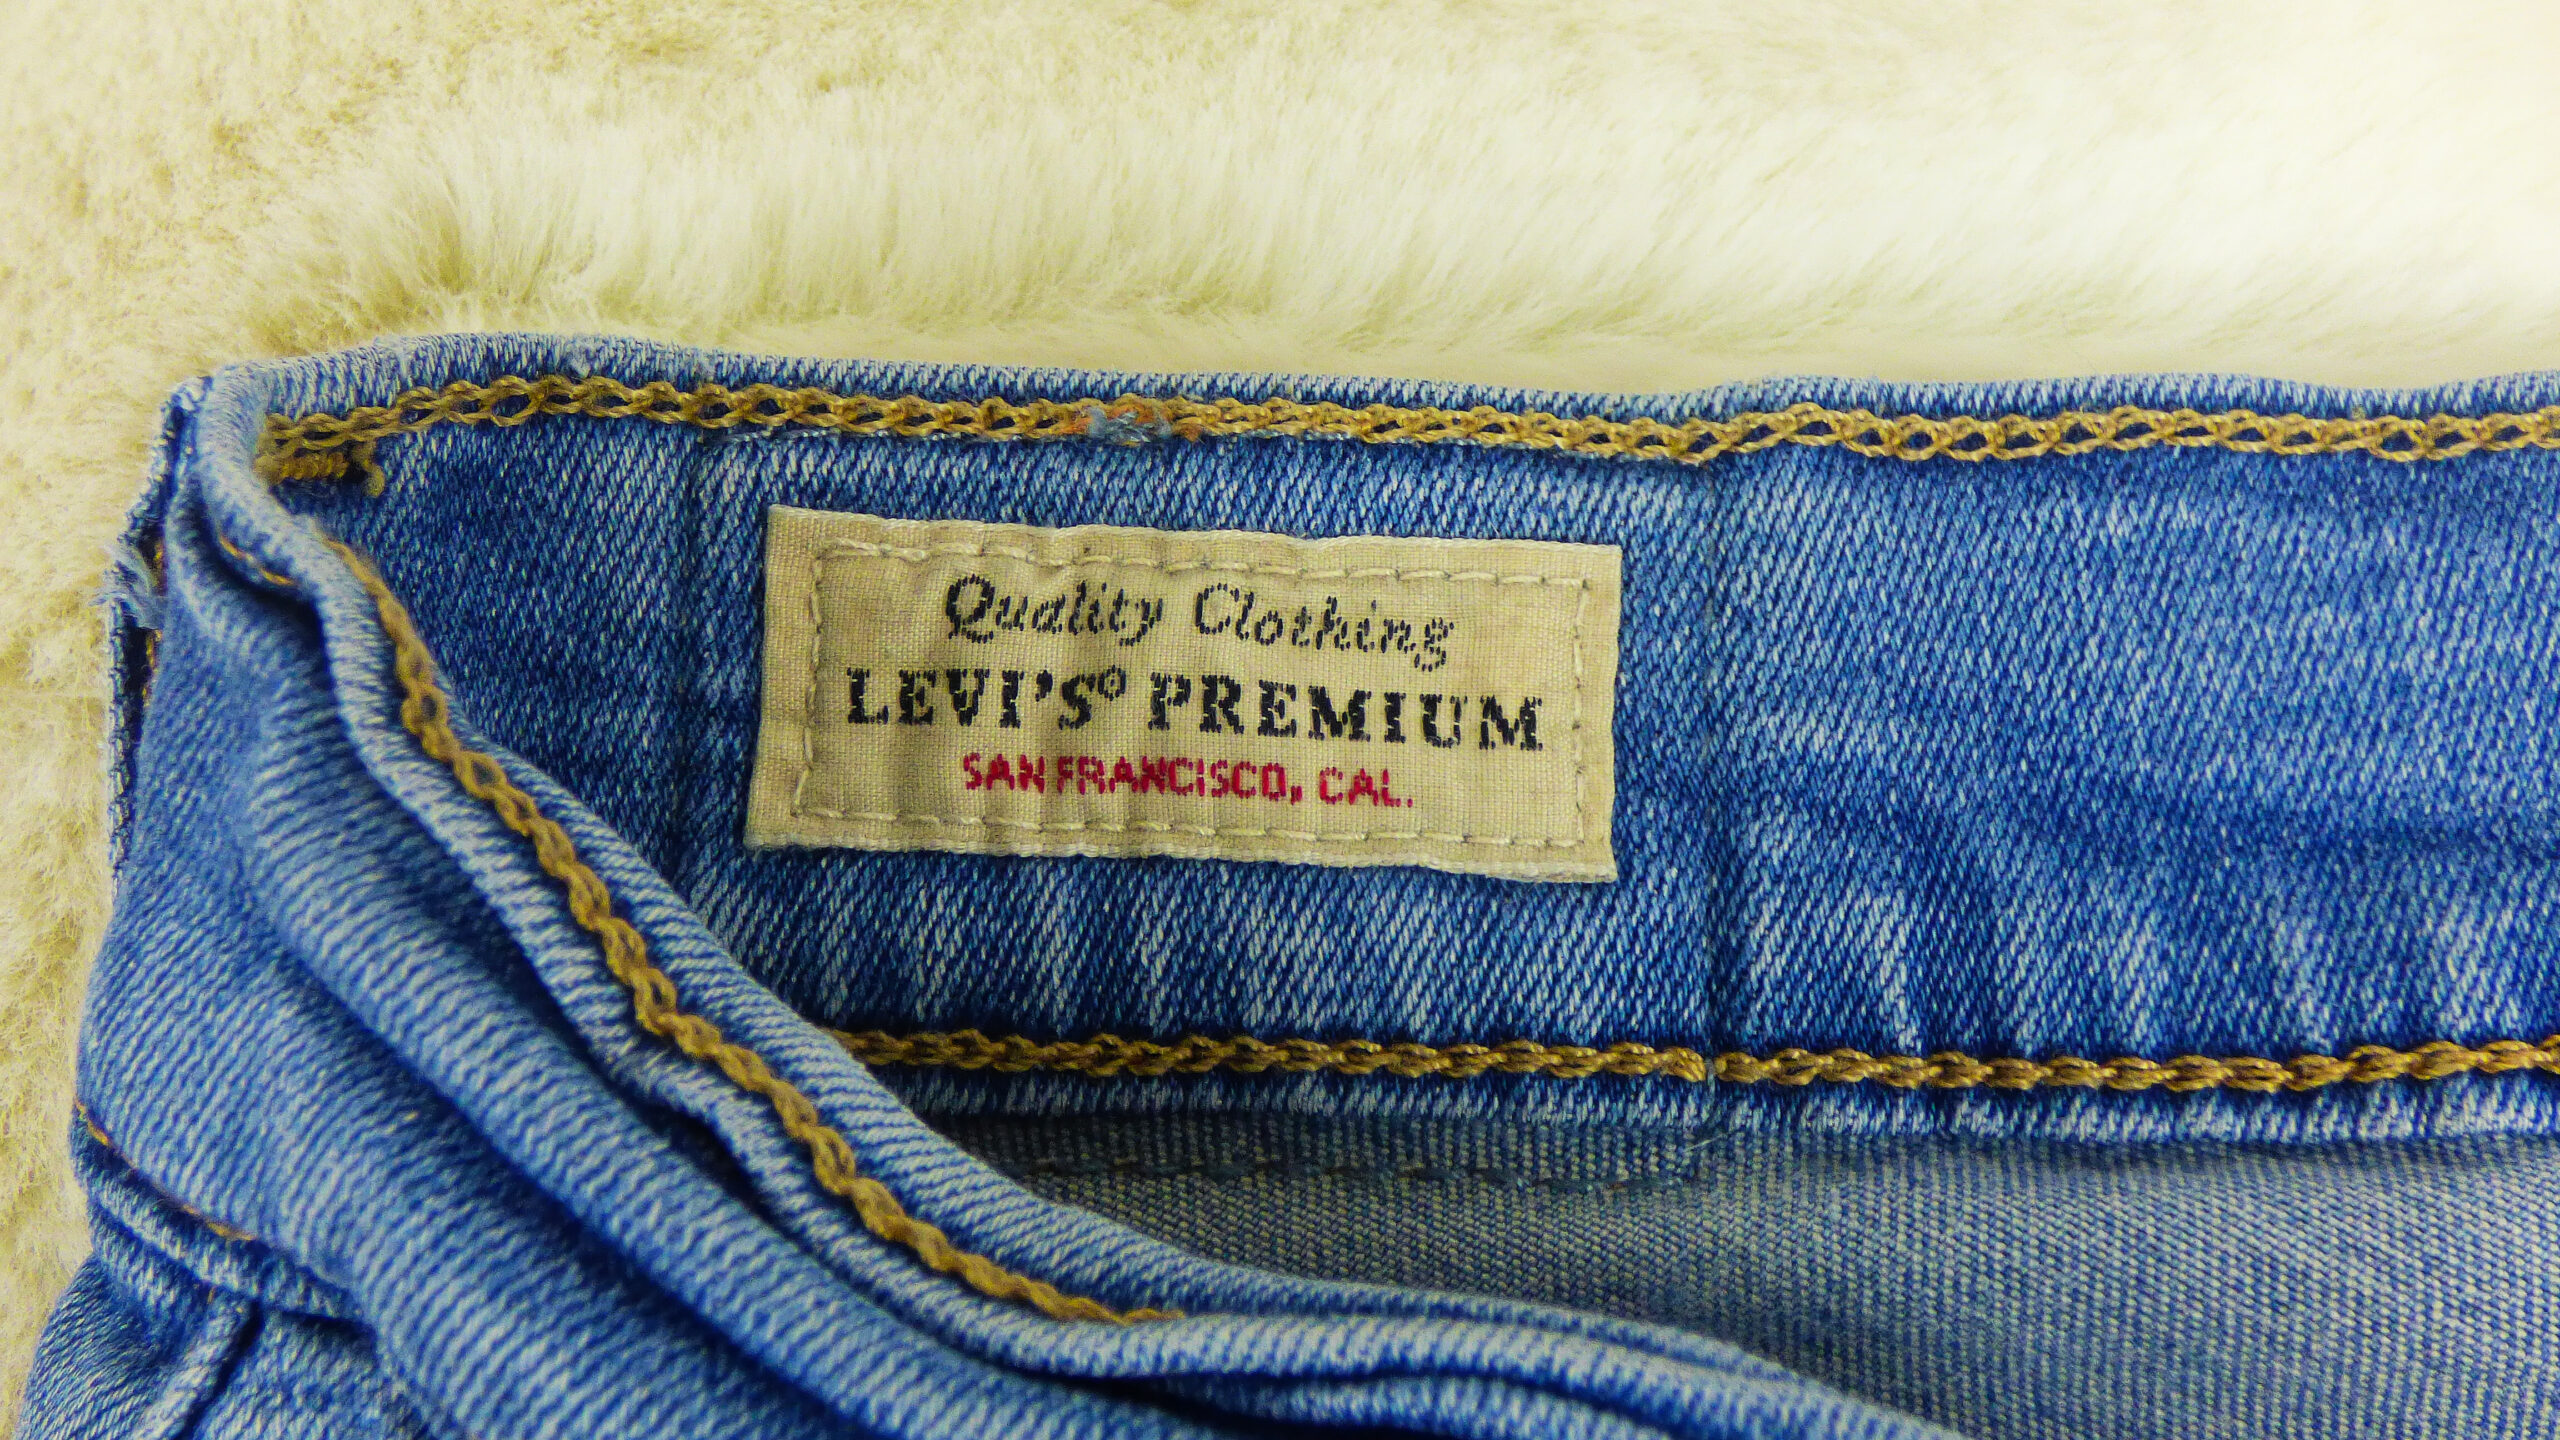 Quality Clothing
LEVI'S® PREMIUM
SAN FRANCISCO, CAL.